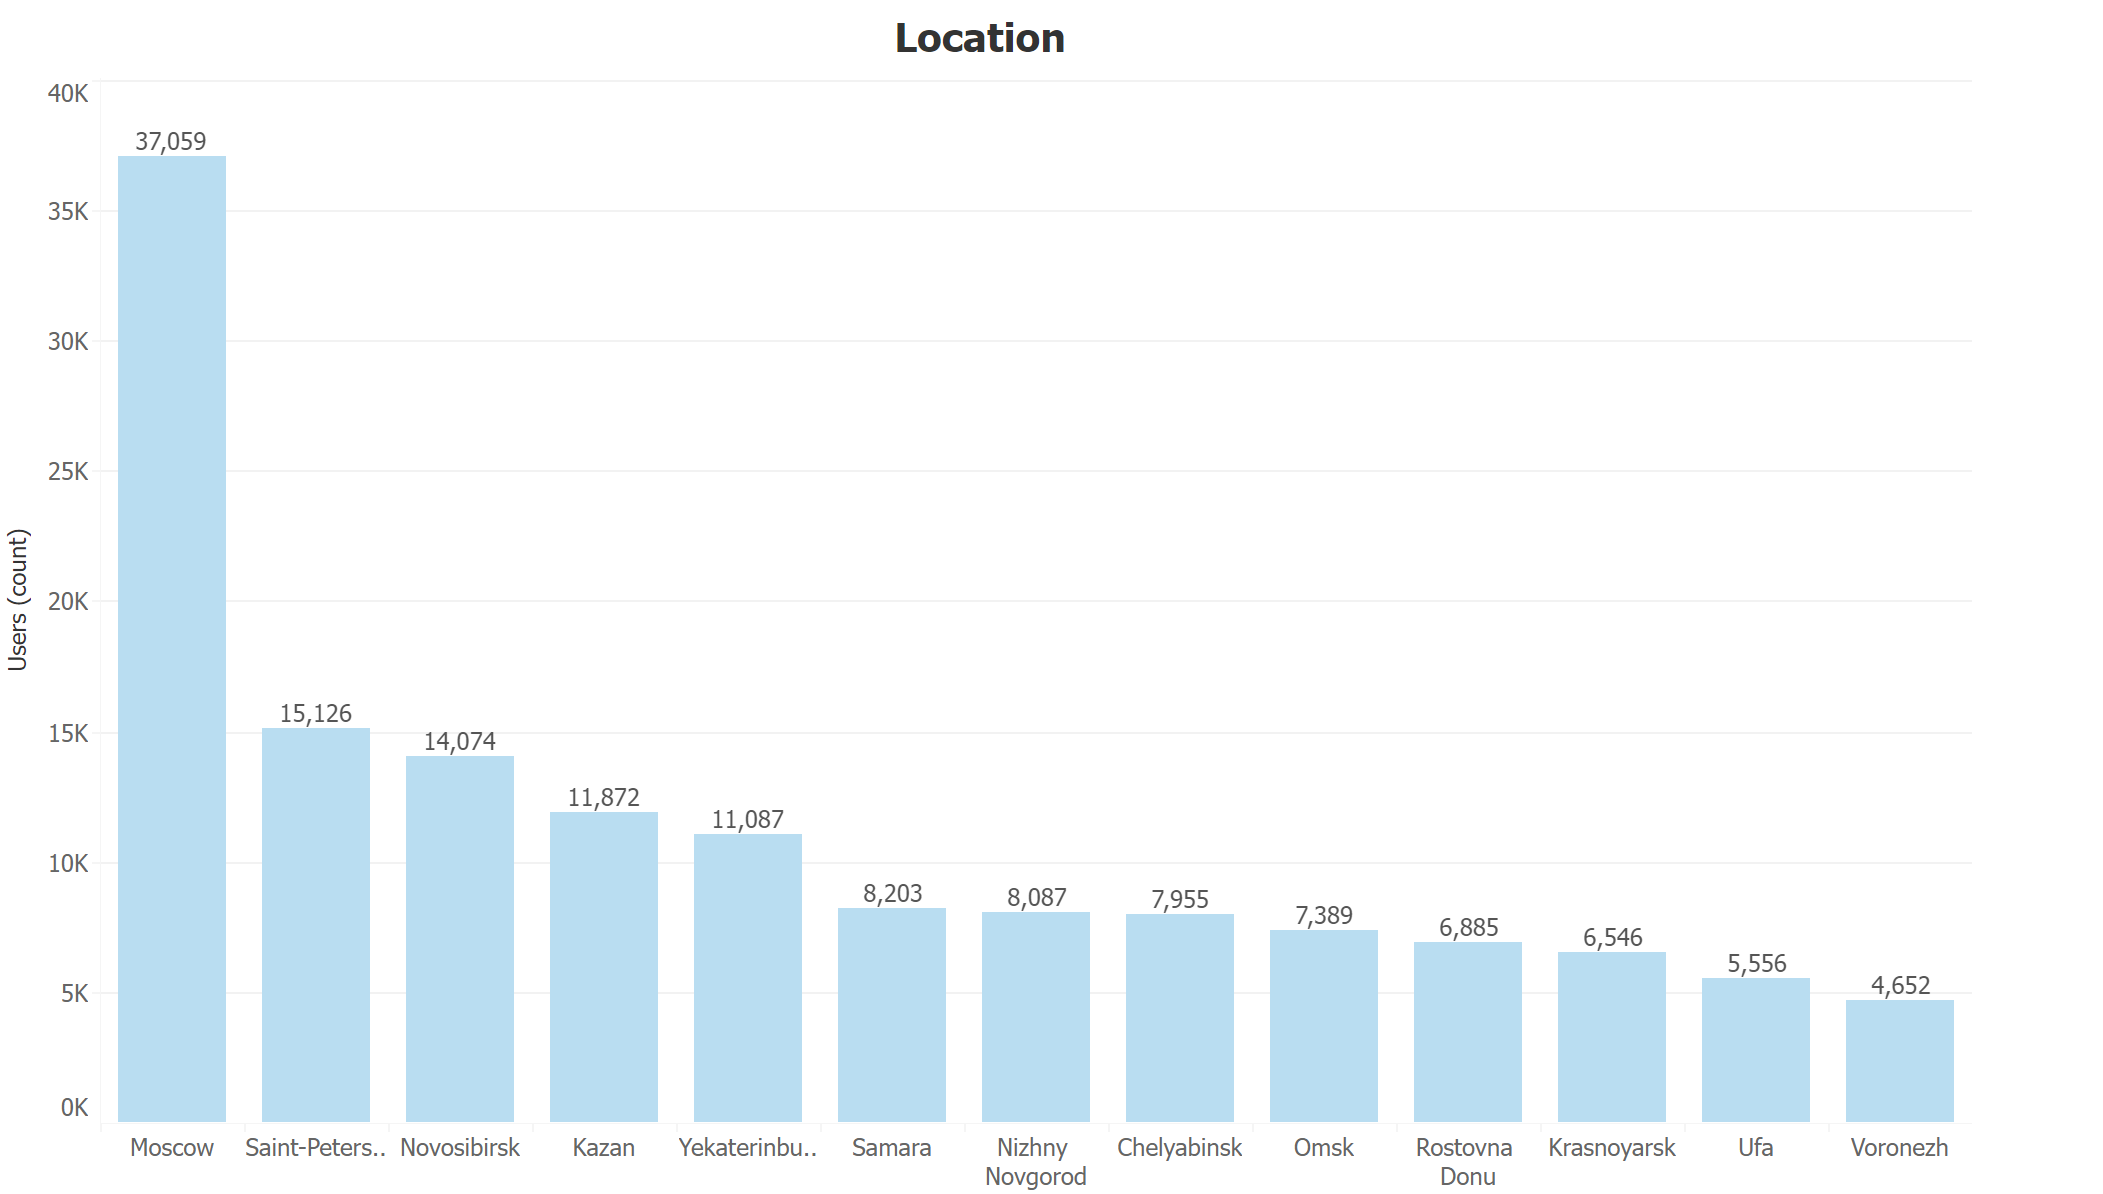 Location
40K
35K
30K
25K
20K
15K
10K
5K
0K
Users (count)
37,059
15,126
14,074
11,872
11,087
8,203
8,087
7,955
7,389
6,885
6,546
5,556
4,652
Moscow
Saint-Peters..
Novosibirsk
Kazan
Yekaterinbu..
Samara
Nizhny
Novgorod
Chelyabinsk
Omsk
Rostovna
Donu
Krasnoyarsk
Ufa
Voronezh